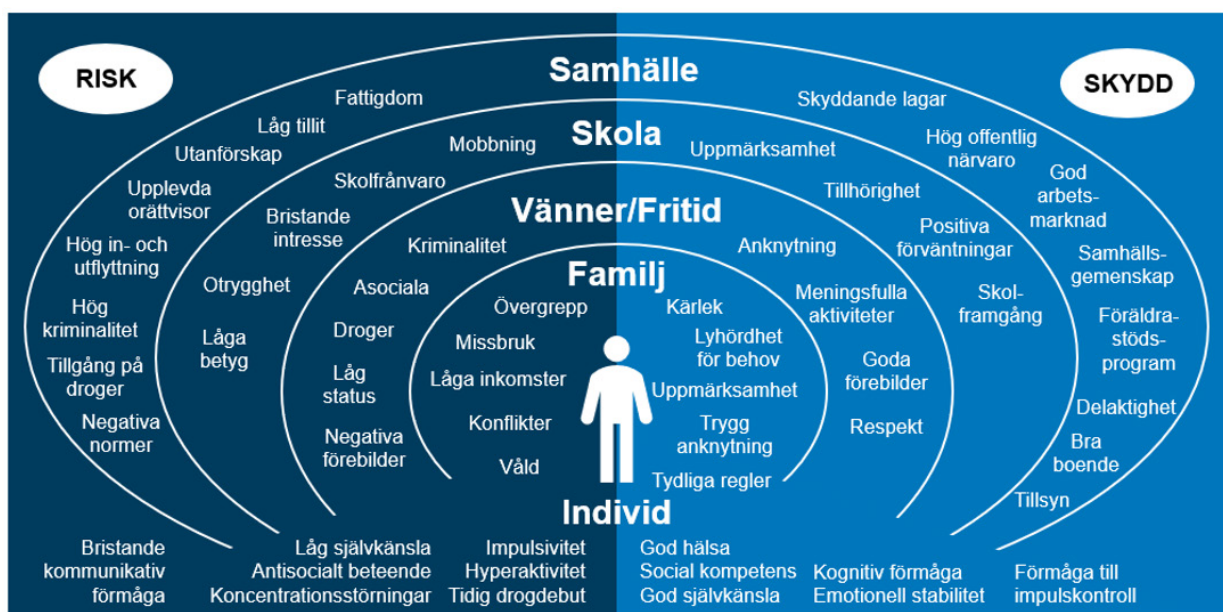 RISK
SKYDD
Samhälle
Fattigdom
Låg tillit
Utanförskap
Upplevda
orättvisor
Hög in- och
utflyttning
Hög
kriminalitet
Tillgång på
droger
Negativa
normer
Skyddande lagar
Hög offentlig
närvaro
God
arbets-
marknad
Samhälls-
gemenskap
Föräldra-
stöds-
program
Delaktighet
Bra
boende
Tillsyn
Skola
Mobbning
Skolfrånvaro
Bristande
intresse
Otrygghet
Låga
betyg
Uppmärksamhet
Tillhörighet
Positiva
förväntningar
Skol-
framgång
Vänner/Fritid
Kriminalitet
Asociala
Droger
Låg
status
Negativa
förebilder
Anknytning
Meningsfulla
aktiviteter
Goda
förebilder
Respekt
Familj
Övergrepp
Missbruk
Låga inkomster
Konflikter
Våld
Kärlek
Lyhördhet
för behov
Uppmärksamhet
Trygg
anknytning
Tydliga regler
Individ
Bristande
kommunikativ
förmåga
Låg självkänsla
Antisocialt beteende
Koncentrationsstörningar
Impulsivitet
Hyperaktivitet
Tidig drogdebut
God hälsa
Social kompetens
God självkänsla
Kognitiv förmåga
Emotionell stabilitet
Förmåga till
impulskontroll